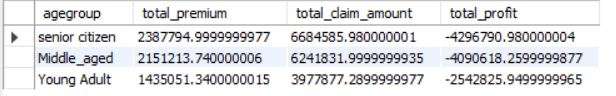 agegroup total_premium total_claim_amount total_profit
senior citizen 2387794.9999999977 6684585.980000001 -4296790.980000004
Middle_aged 2151213.740000006 6241831.9999999935 -4090618.2599999877
Young Adult 1435051.3400000015 3977877.2899999977 -2542825.9499999965